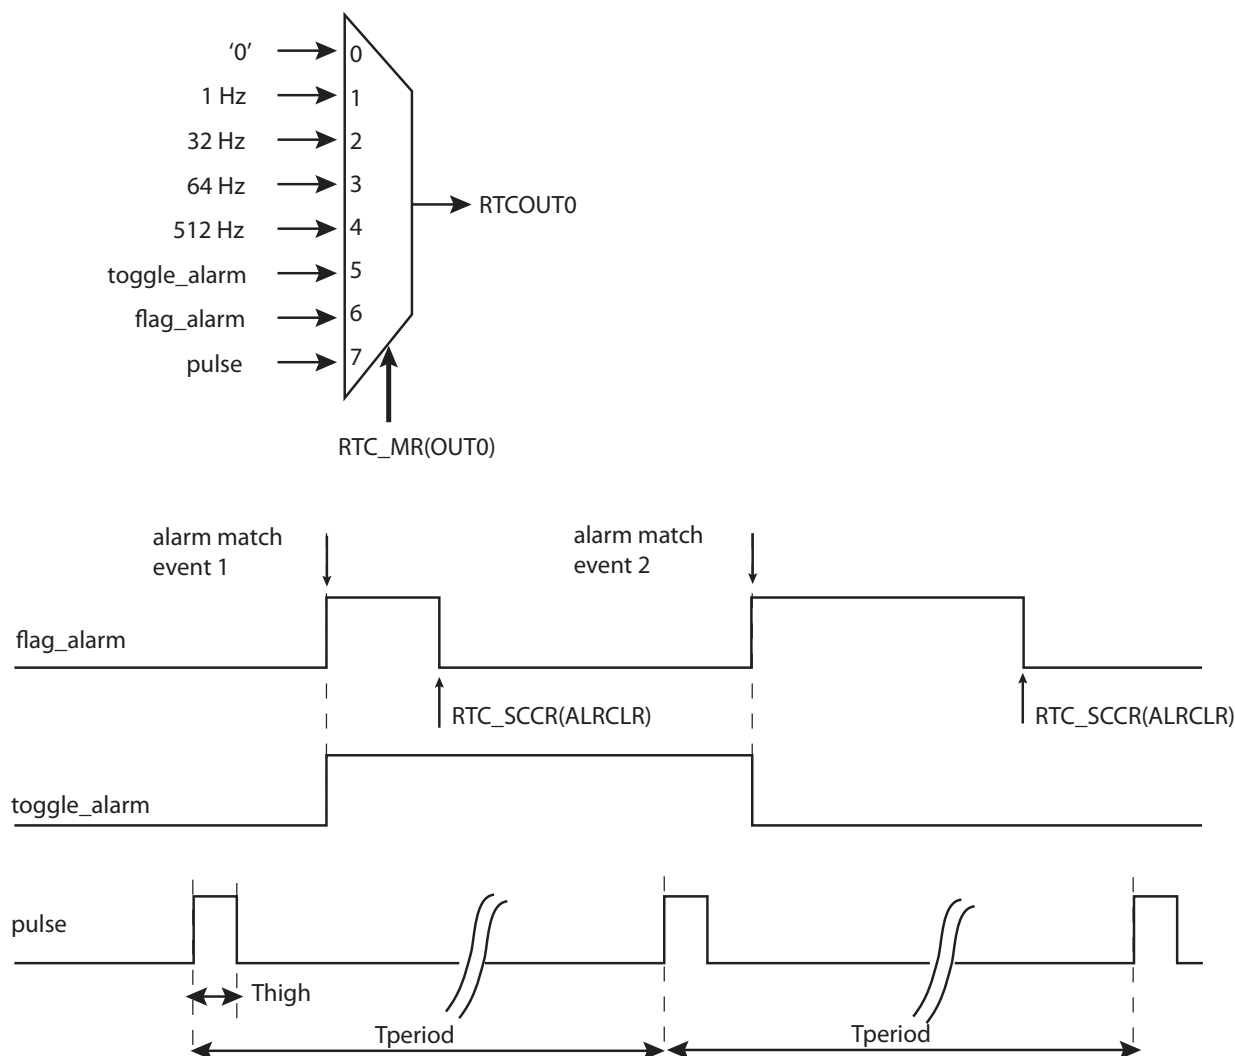 ‘0’ 0
1 Hz 1
32 Hz 2
64 Hz 3
RTCOUT0
512 Hz 4
toggle_alarm 5
flag_alarm 6
pulse 7
RTC_MR(OUT0)
alarm match
event 1
alarm match
event 2
flag_alarm
RTC_SCCR(ALRCLR)
RTC_SCCR(ALRCLR)
toggle_alarm
pulse
Thigh
Tperiod
Tperiod